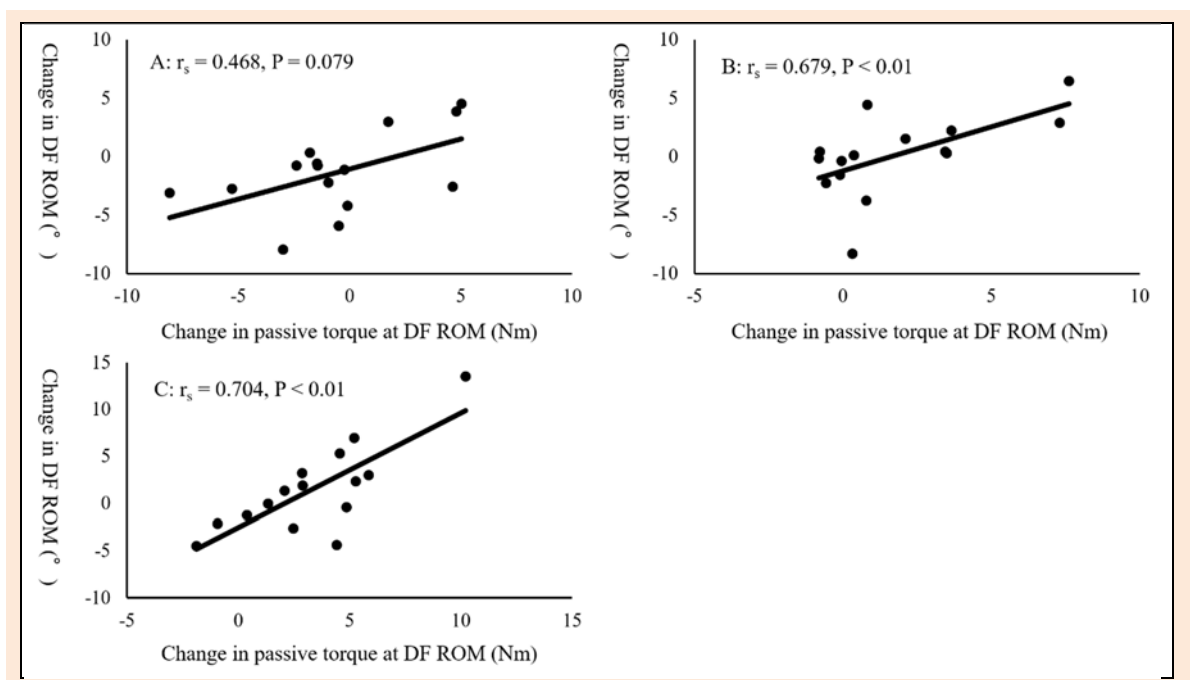 A: rs = 0.468, P = 0.079
Change in DF ROM (° )
10
5
0
-5
-10
-10 -5 0 5 10
Change in passive torque at DF ROM (Nm)
B: rs = 0.679, P < 0.01
Change in DF ROM (° )
10
5
0
-5
-10
-5 0 5 10
Change in passive torque at DF ROM (Nm)
C: rs = 0.704, P < 0.01
Change in DF ROM (° )
15
10
5
0
-5
-10
-5 0 5 10 15
Change in passive torque at DF ROM (Nm)